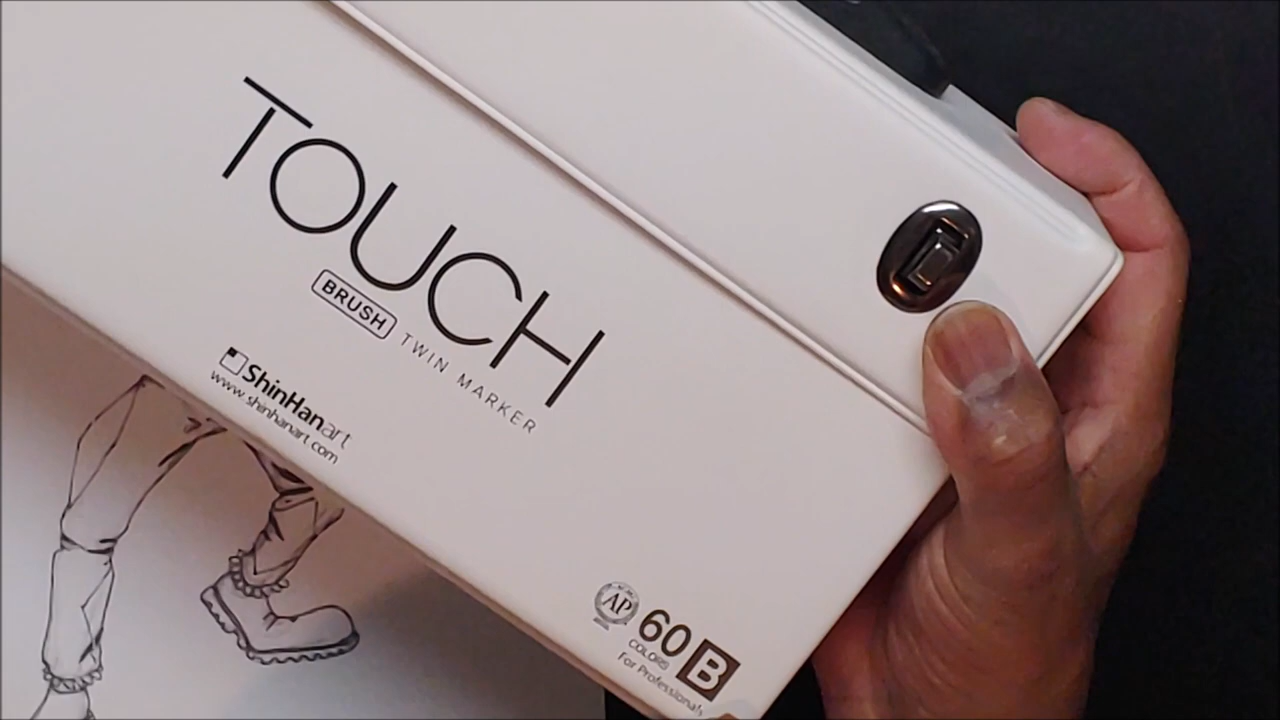 TOUCH
BRUSH TWIN MARKER
ShinHanart
www.shinhanart.com
AP
60 B
COLORS
For Professionals